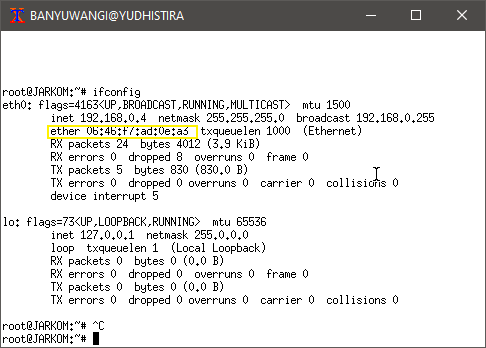 BANYUWANGI@YUDHISTIRA
root@JARKOM:~# ifconfig
eth0: flags=4163<UP,BROADCAST,RUNNING,MULTICAST>  mtu 1500
inet 192.168.0.4  netmask 255.255.255.0  broadcast 192.168.0.255
ether 06:46:f7:ad:0e:a3  txqueuelen 1000  (Ethernet)
RX packets 24  bytes 4012 (3.9 KiB)
RX errors 0  dropped 8  overruns 0  frame 0
TX packets 5  bytes 830 (830.0 B)
TX errors 0  dropped 0 overruns 0  carrier 0  collisions 0
device interrupt 5
lo: flags=73<UP,LOOPBACK,RUNNING>  mtu 65536
inet 127.0.0.1  netmask 255.0.0.0
loop  txqueuelen 1  (Local Loopback)
RX packets 0  bytes 0 (0.0 B)
RX errors 0  dropped 0  overruns 0  frame 0
TX packets 0  bytes 0 (0.0 B)
TX errors 0  dropped 0 overruns 0  carrier 0  collisions 0
root@JARKOM:~# ^C
root@JARKOM:~#